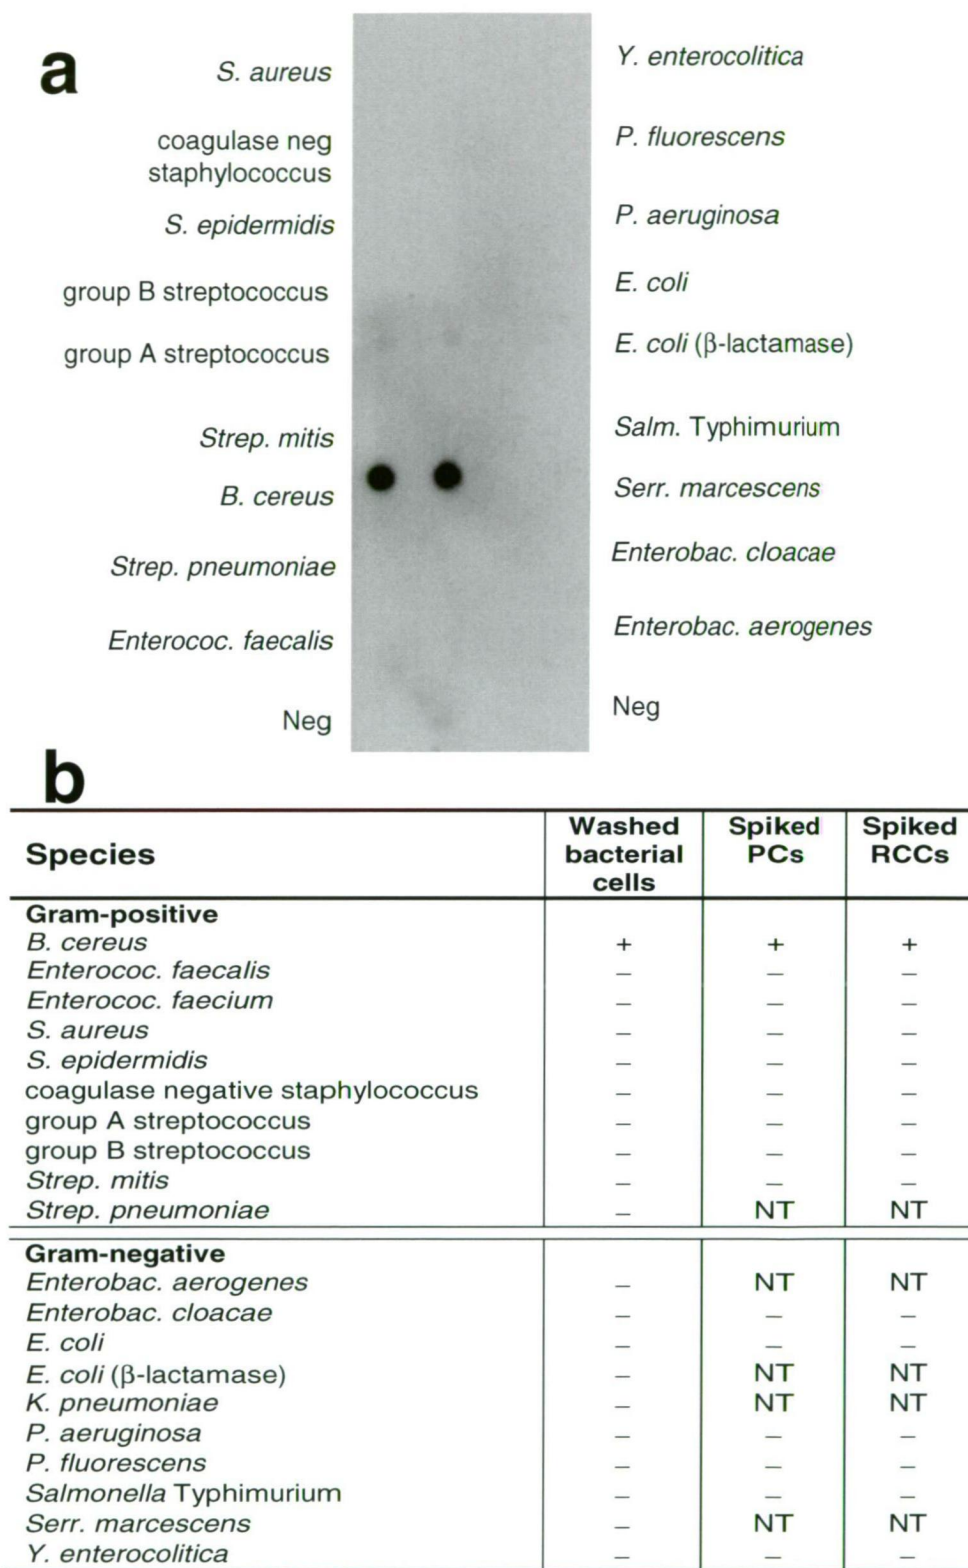 a
S. aureus
coagulase neg
staphylococcus
S. epidermidis
group B streptococcus
group A streptococcus
Strep. mitis
B. cereus
Strep. pneumoniae
Enterococ. faecalis
Neg
Y. enterocolitica
P. fluorescens
P. aeruginosa
E. coli
E. coli (β-lactamase)
Salm. Typhimurium
Serr. marcescens
Enterobac. cloacae
Enterobac. aerogenes
Neg
b
Species
Washed bacterial cells
Spiked PCs
Spiked RCCs
Gram-positive
B. cereus + + +
Enterococ. faecalis – – –
Enterococ. faecium – – –
S. aureus – – –
S. epidermidis – – –
coagulase negative staphylococcus – – –
group A streptococcus – – –
group B streptococcus – – –
Strep. mitis – – –
Strep. pneumoniae – NT NT
Gram-negative
Enterobac. aerogenes – NT NT
Enterobac. cloacae – – –
E. coli – – –
E. coli (β-lactamase) – NT NT
K. pneumoniae – NT NT
P. aeruginosa – – –
P. fluorescens – – –
Salmonella Typhimurium – – –
Serr. marcescens – NT NT
Y. enterocolitica – – –